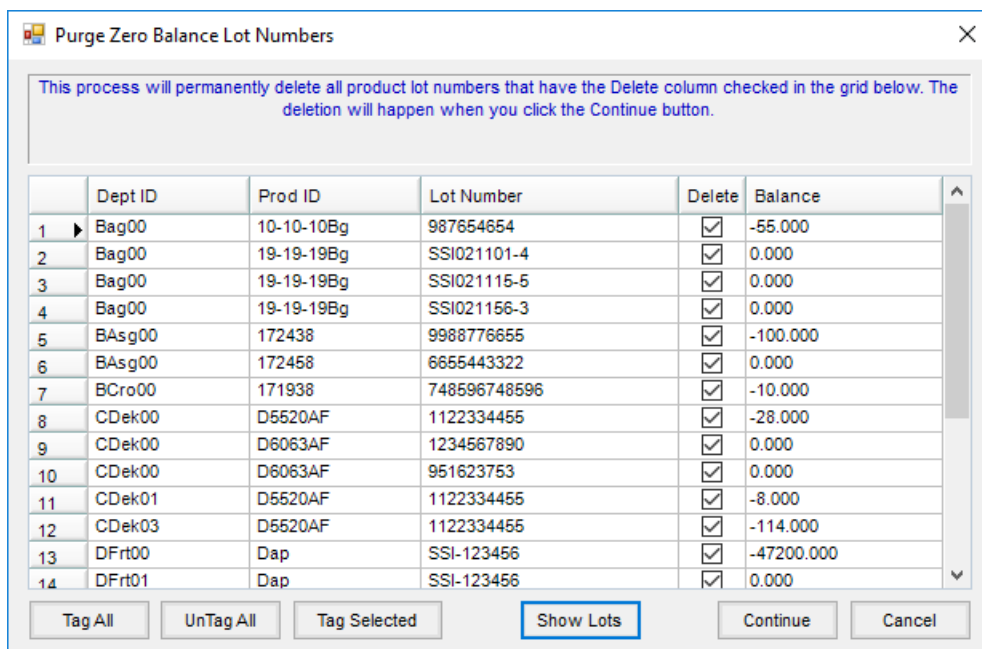 Purge Zero Balance Lot Numbers
This process will permanently delete all product lot numbers that have the Delete column checked in the grid below. The
deletion will happen when you click the Continue button.
Dept ID Prod ID Lot Number Delete Balance
1 Bag00 10-10-10Bg 987654654 -55.000
2 Bag00 19-19-19Bg SSI021101-4 0.000
3 Bag00 19-19-19Bg SSI021115-5 0.000
4 Bag00 19-19-19Bg SSI021156-3 0.000
5 BAsg00 172438 9988776655 -100.000
6 BAsg00 172458 6655443322 0.000
7 BCro00 171938 748596748596 -10.000
8 CDek00 D5520AF 1122334455 -28.000
9 CDek00 D6063AF 1234567890 0.000
10 CDek00 D6063AF 951623753 0.000
11 CDek01 D5520AF 1122334455 -8.000
12 CDek03 D5520AF 1122334455 -114.000
13 DFrt00 Dap SSI-123456 -47200.000
14 DFrt01 Dap SSI-123456 0.000
Tag All UnTag All Tag Selected Show Lots Continue Cancel